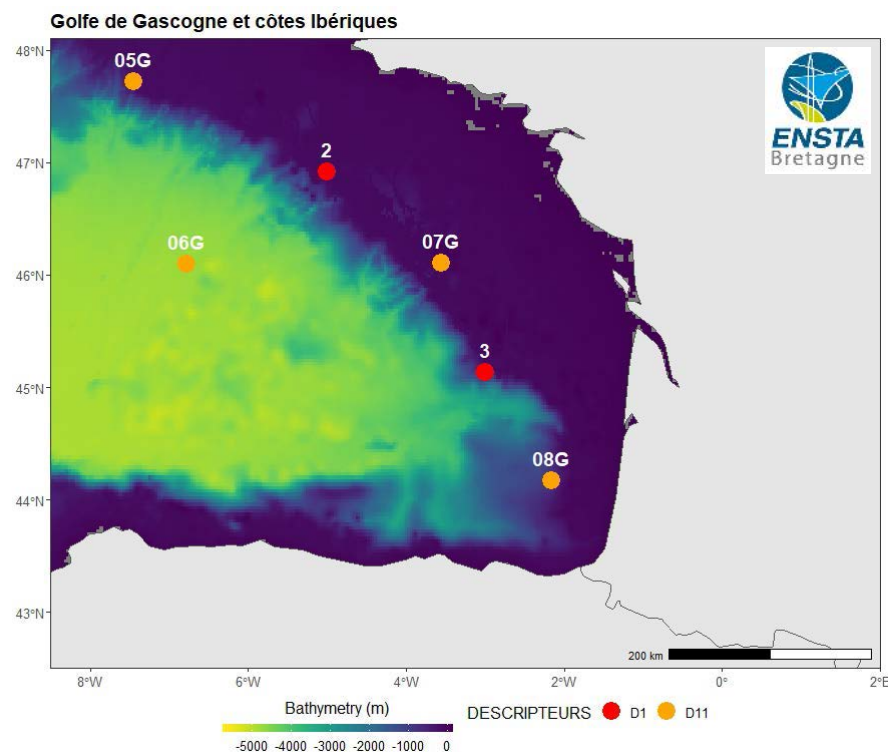 Golfe de Gascogne et côtes Ibériques
48°N
05G
ENSTA
Bretagne
2
47°N
06G
07G
46°N
3
45°N
08G
44°N
43°N
200 km
8°W 6°W 4°W 2°W 0° 2°E
Bathymetry (m)
DESCRIPTEURS D1 D11
-5000 -4000 -3000 -2000 -1000 0